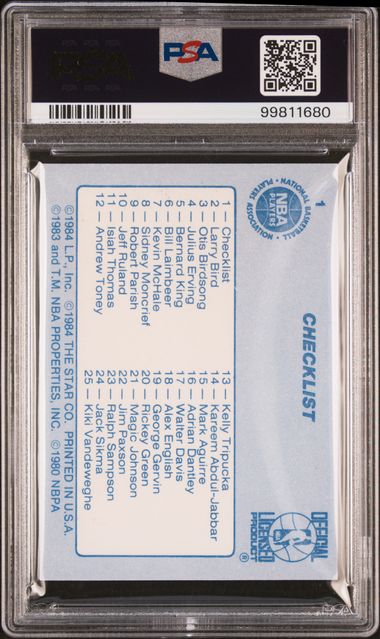 PSA
PSA
99811680
1
NATIONAL BASKETBALL
PLAYERS ASSOCIATION
NBA
PLAYERS
CHECKLIST
OFFICIAL
LICENSED
PRODUCT
®
1 Checklist
2 Larry Bird
3 Otis Birdsong
4 Julius Erving
5 Bernard King
6 Bill Laimbeer
7 Kevin McHale
8 Sidney Moncrief
9 Robert Parish
10 Jeff Ruland
11 Isiah Thomas
12 Andrew Toney
13 Kelly Tripucka
14 Kareem Abdul-Jabbar
15 Mark Aguirre
16 Adrian Dantley
17 Walter Davis
18 Alex English
19 George Gervin
20 Rickey Green
21 Magic Johnson
22 Jim Paxson
23 Ralph Sampson
24 Jack Sikma
25 Kiki Vandeweghe
©1984 L.P., Inc. ©1984 THE STAR CO. PRINTED IN U.S.A.
©1983 and T.M. NBA PROPERTIES, INC. ©1980 NBPA